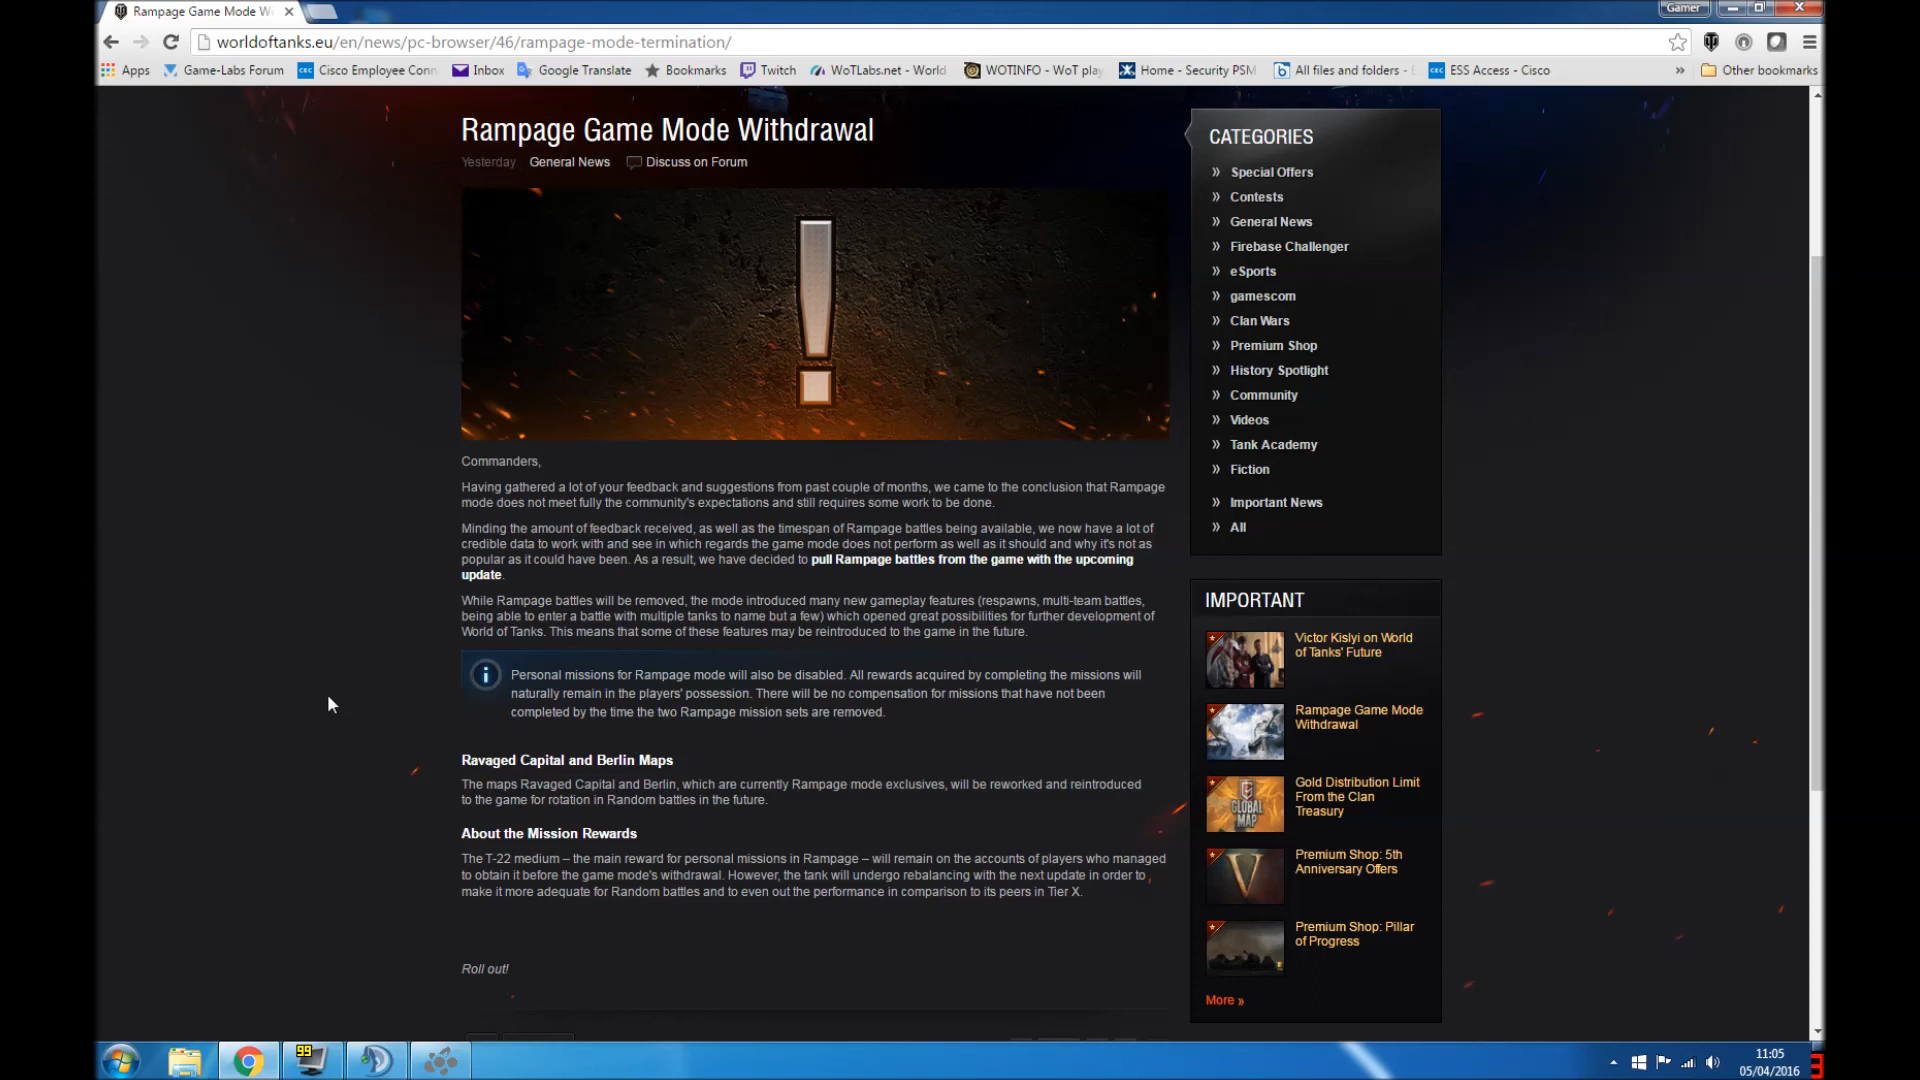 Rampage Game Mode Wi
Gamer
worldoftanks.eu/en/news/pc-browser/46/rampage-mode-termination/
Apps Game-Labs Forum Cisco Employee Conn Inbox Google Translate Bookmarks Twitch WoTLabs.net - World WOTINFO - WoT play Home - Security PSM All files and folders - ESS Access - Cisco » Other bookmarks
Rampage Game Mode Withdrawal
Yesterday General News Discuss on Forum
!
Commanders,
Having gathered a lot of your feedback and suggestions from past couple of months, we came to the conclusion that Rampage
mode does not meet fully the community's expectations and still requires some work to be done.
Minding the amount of feedback received, as well as the timespan of Rampage battles being available, we now have a lot of
credible data to work with and see in which regards the game mode does not perform as well as it should and why it's not as
popular as it could have been. As a result, we have decided to pull Rampage battles from the game with the upcoming
update.
While Rampage battles will be removed, the mode introduced many new gameplay features (respawns, multi-team battles,
being able to enter a battle with multiple tanks to name but a few) which opened great possibilities for further development of
World of Tanks. This means that some of these features may be reintroduced to the game in the future.
i
Personal missions for Rampage mode will also be disabled. All rewards acquired by completing the missions will
naturally remain in the players' possession. There will be no compensation for missions that have not been
completed by the time the two Rampage mission sets are removed.
Ravaged Capital and Berlin Maps
The maps Ravaged Capital and Berlin, which are currently Rampage mode exclusives, will be reworked and reintroduced
to the game for rotation in Random battles in the future.
About the Mission Rewards
The T-22 medium – the main reward for personal missions in Rampage – will remain on the accounts of players who managed
to obtain it before the game mode's withdrawal. However, the tank will undergo rebalancing with the next update in order to
make it more adequate for Random battles and to even out the performance in comparison to its peers in Tier X.
Roll out!
CATEGORIES
» Special Offers
» Contests
» General News
» Firebase Challenger
» eSports
» gamescom
» Clan Wars
» Premium Shop
» History Spotlight
» Community
» Videos
» Tank Academy
» Fiction
» Important News
» All
IMPORTANT
Victor Kislyi on World
of Tanks' Future
Rampage Game Mode
Withdrawal
GLOBAL
MAP
Gold Distribution Limit
From the Clan
Treasury
V
Premium Shop: 5th
Anniversary Offers
Premium Shop: Pillar
of Progress
More »
99
11:05
05/04/2016